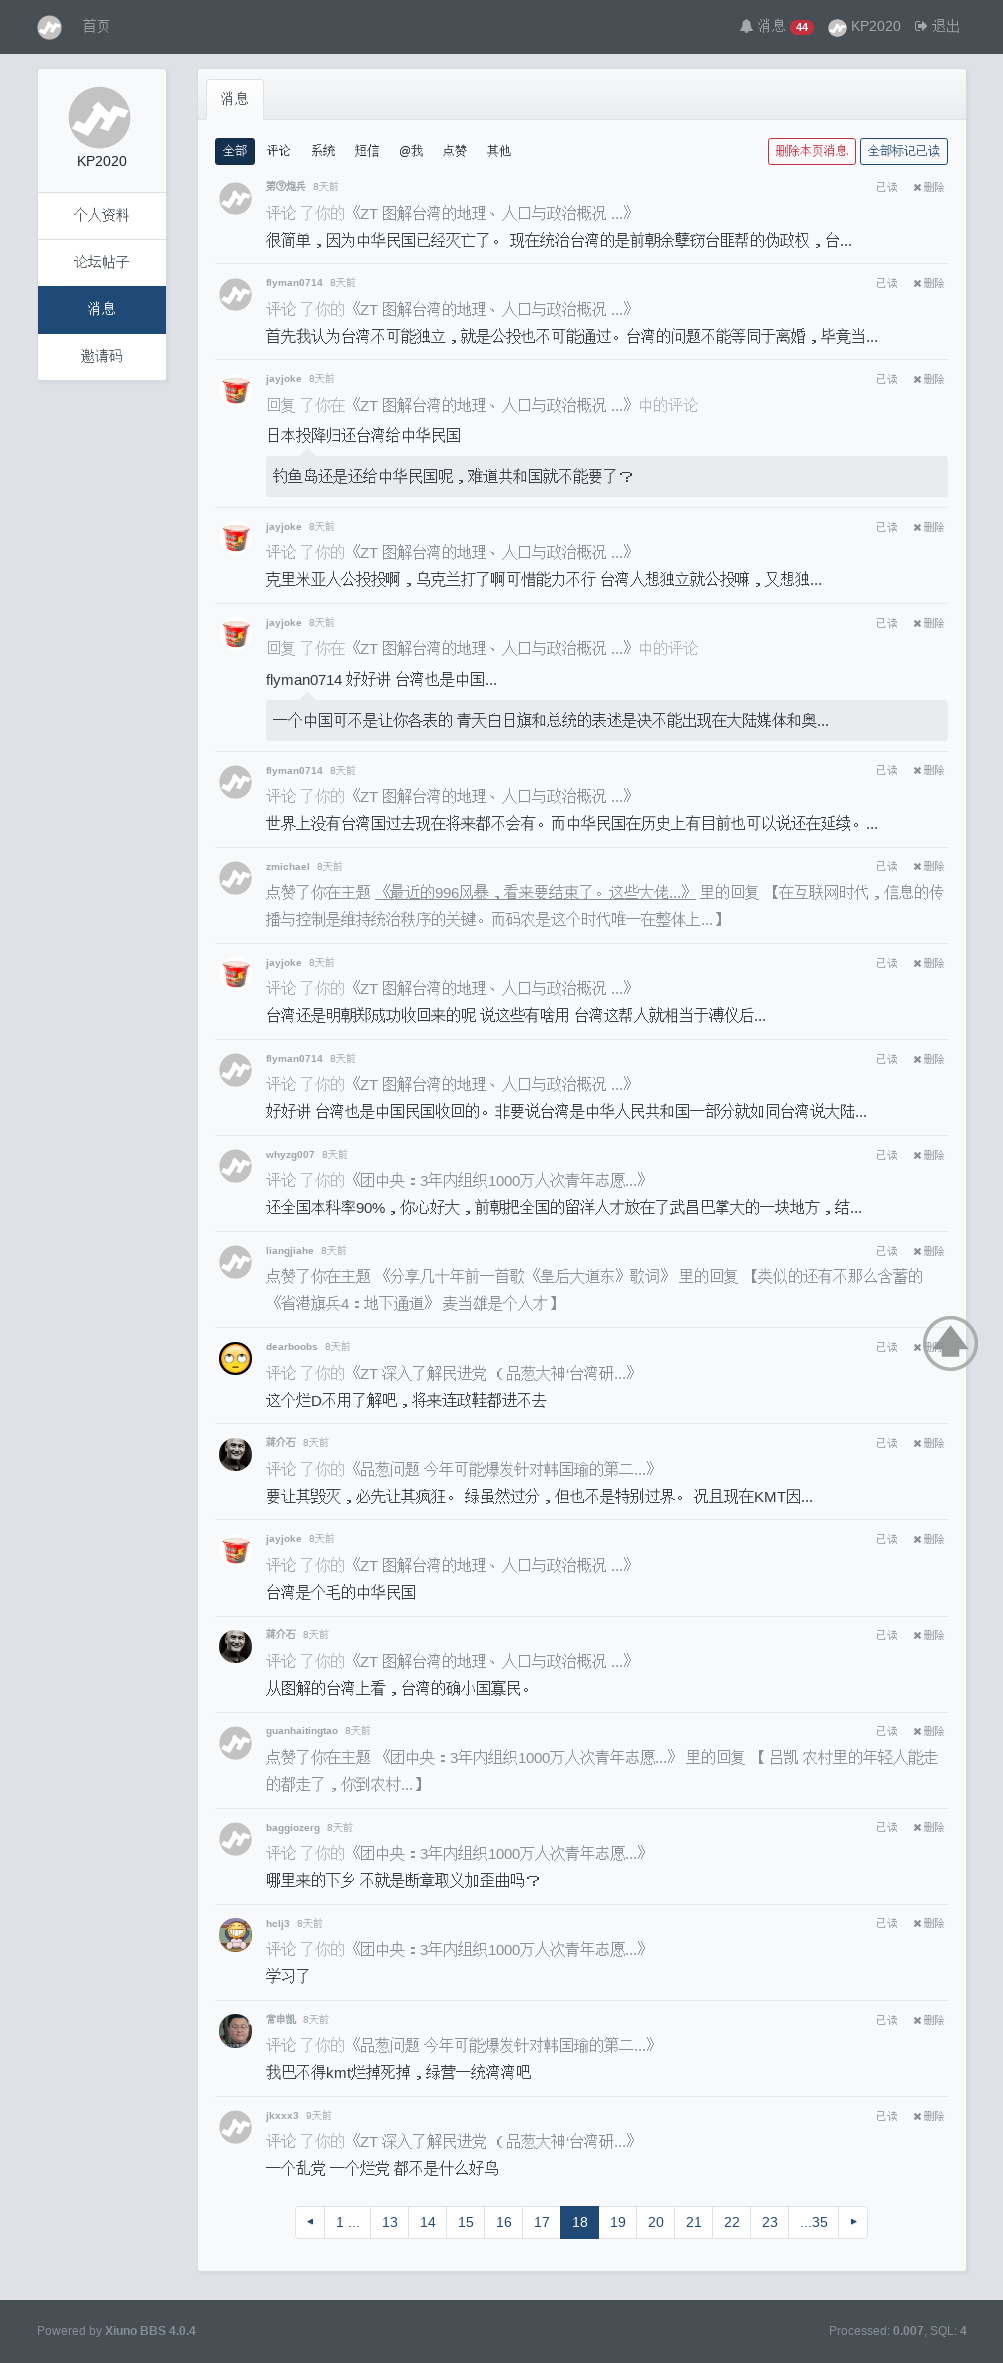 首页
消息 44 KP2020 退出
KP2020
个人资料
论坛帖子
消息
邀请码
消息
全部 评论 系统 短信 @我 点赞 其他 删除本页消息 全部标记已读
第⑨炮兵 8天前 已读 ✖删除
评论 了你的《ZT 图解台湾的地理、人口与政治概况 ...》
很简单，因为中华民国已经灭亡了。 现在统治台湾的是前朝余孽窃台匪帮的伪政权，台...
flyman0714 8天前 已读 ✖删除
评论 了你的《ZT 图解台湾的地理、人口与政治概况 ...》
首先我认为台湾不可能独立，就是公投也不可能通过。台湾的问题不能等同于离婚，毕竟当...
jayjoke 8天前 已读 ✖删除
回复 了你在《ZT 图解台湾的地理、人口与政治概况 ...》中的评论
日本投降归还台湾给中华民国
钓鱼岛还是还给中华民国呢，难道共和国就不能要了？
jayjoke 8天前 已读 ✖删除
评论 了你的《ZT 图解台湾的地理、人口与政治概况 ...》
克里米亚人公投投啊，乌克兰打了啊可惜能力不行 台湾人想独立就公投嘛，又想独...
jayjoke 8天前 已读 ✖删除
回复 了你在《ZT 图解台湾的地理、人口与政治概况 ...》中的评论
flyman0714 好好讲 台湾也是中国...
一个中国可不是让你各表的 青天白日旗和总统的表述是决不能出现在大陆媒体和奥...
flyman0714 8天前 已读 ✖删除
评论 了你的《ZT 图解台湾的地理、人口与政治概况 ...》
世界上没有台湾国过去现在将来都不会有。而中华民国在历史上有目前也可以说还在延续。...
zmichael 8天前 已读 ✖删除
点赞了你在主题 《最近的996风暴，看来要结束了。这些大佬...》 里的回复 【在互联网时代，信息的传
播与控制是维持统治秩序的关键。而码农是这个时代唯一在整体上...】
jayjoke 8天前 已读 ✖删除
评论 了你的《ZT 图解台湾的地理、人口与政治概况 ...》
台湾还是明朝郑成功收回来的呢 说这些有啥用 台湾这帮人就相当于溥仪后...
flyman0714 8天前 已读 ✖删除
评论 了你的《ZT 图解台湾的地理、人口与政治概况 ...》
好好讲 台湾也是中国民国收回的。非要说台湾是中华人民共和国一部分就如同台湾说大陆...
whyzg007 8天前 已读 ✖删除
评论 了你的《团中央：3年内组织1000万人次青年志愿...》
还全国本科率90%，你心好大，前朝把全国的留洋人才放在了武昌巴掌大的一块地方，结...
liangjiahe 8天前 已读 ✖删除
点赞了你在主题 《分享几十年前一首歌《皇后大道东》歌词》 里的回复 【类似的还有不那么含蓄的
《省港旗兵4：地下通道》 麦当雄是个人才】
dearboobs 8天前 已读 ✖删除
评论 了你的《ZT 深入了解民进党 （品葱大神‘台湾研...》
这个烂D不用了解吧，将来连政鞋都进不去
蒋介石 8天前 已读 ✖删除
评论 了你的《品葱问题 今年可能爆发针对韩国瑜的第二...》
要让其毁灭，必先让其疯狂。 绿虽然过分，但也不是特别过界。 况且现在KMT因...
jayjoke 8天前 已读 ✖删除
评论 了你的《ZT 图解台湾的地理、人口与政治概况 ...》
台湾是个毛的中华民国
蒋介石 8天前 已读 ✖删除
评论 了你的《ZT 图解台湾的地理、人口与政治概况 ...》
从图解的台湾上看，台湾的确小国寡民。
guanhaitingtao 8天前 已读 ✖删除
点赞了你在主题 《团中央：3年内组织1000万人次青年志愿...》 里的回复 【 吕凯 农村里的年轻人能走
的都走了，你到农村...】
baggiozerg 8天前 已读 ✖删除
评论 了你的《团中央：3年内组织1000万人次青年志愿...》
哪里来的下乡 不就是断章取义加歪曲吗？
hclj3 8天前 已读 ✖删除
评论 了你的《团中央：3年内组织1000万人次青年志愿...》
学习了
常申凯 8天前 已读 ✖删除
评论 了你的《品葱问题 今年可能爆发针对韩国瑜的第二...》
我巴不得kmt烂掉死掉，绿营一统湾湾吧
jkxxx3 9天前 已读 ✖删除
评论 了你的《ZT 深入了解民进党 （品葱大神‘台湾研...》
一个乱党 一个烂党 都不是什么好鸟
◂ 1 ... 13 14 15 16 17 18 19 20 21 22 23 ...35 ▸
Powered by Xiuno BBS 4.0.4 Processed: 0.007, SQL: 4